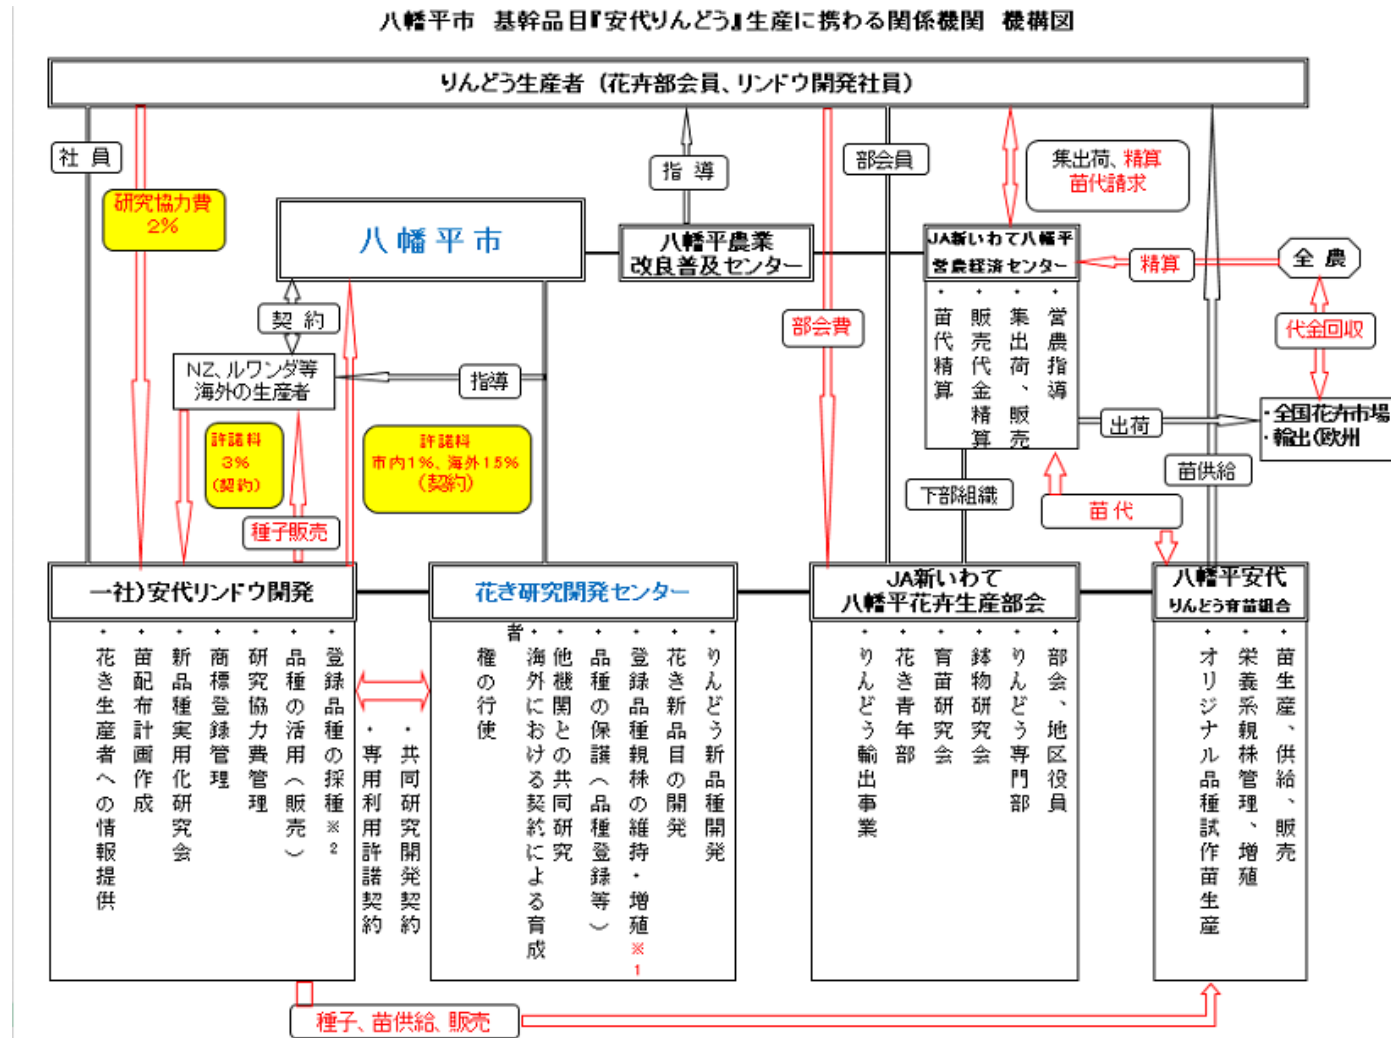 八幡平市 基幹品目『安代りんどう』生産に携わる関係機関 機構図
りんどう生産者（花卉部会員、リンドウ開発社員）
社 員
研究協力費
2%
指 導
部会員
集出荷、精算
苗代請求
八 幡 平 市
八幡平農業
改良普及センター
JA新いわて八幡平
営農経済センター
精算
全 農
・営農指導
・集出荷、販売
・販売代金精算
・苗代精算
契 約
部会費
代金回収
NZ、ルワンダ等
海外の生産者
指導
出荷
・全国花卉市場
・輸出（欧州
許諾料
3%
（契約）
許諾料
市内1%、海外15%
（契約）
苗供給
下部組織
苗 代
種子販売
一社）安代リンドウ開発
花き研究開発センター
JA新いわて
八幡平花卉生産部会
八幡平安代
りんどう育苗組合
・登録品種の採種※2
・品種の活用（販売）
・研究協力費管理
・商標登録管理
・新品種実用化研究会
・苗配布計画作成
・花き生産者への情報提供
・共同研究開発契約
・専用利用許諾契約
・りんどう新品種開発
・花き新品目の開発
・登録品種親株の維持・増殖※1
・品種の保護（品種登録等）
・他機関との共同研究
・海外における契約による育成
者権の行使
・部会、地区役員
・りんどう専門部
・鉢物研究会
・育苗研究会
・花き青年部
・りんどう輸出事業
・苗生産、供給、販売
・栄養系親株管理、増殖
・オリジナル品種試作苗生産
種子、苗供給、販売